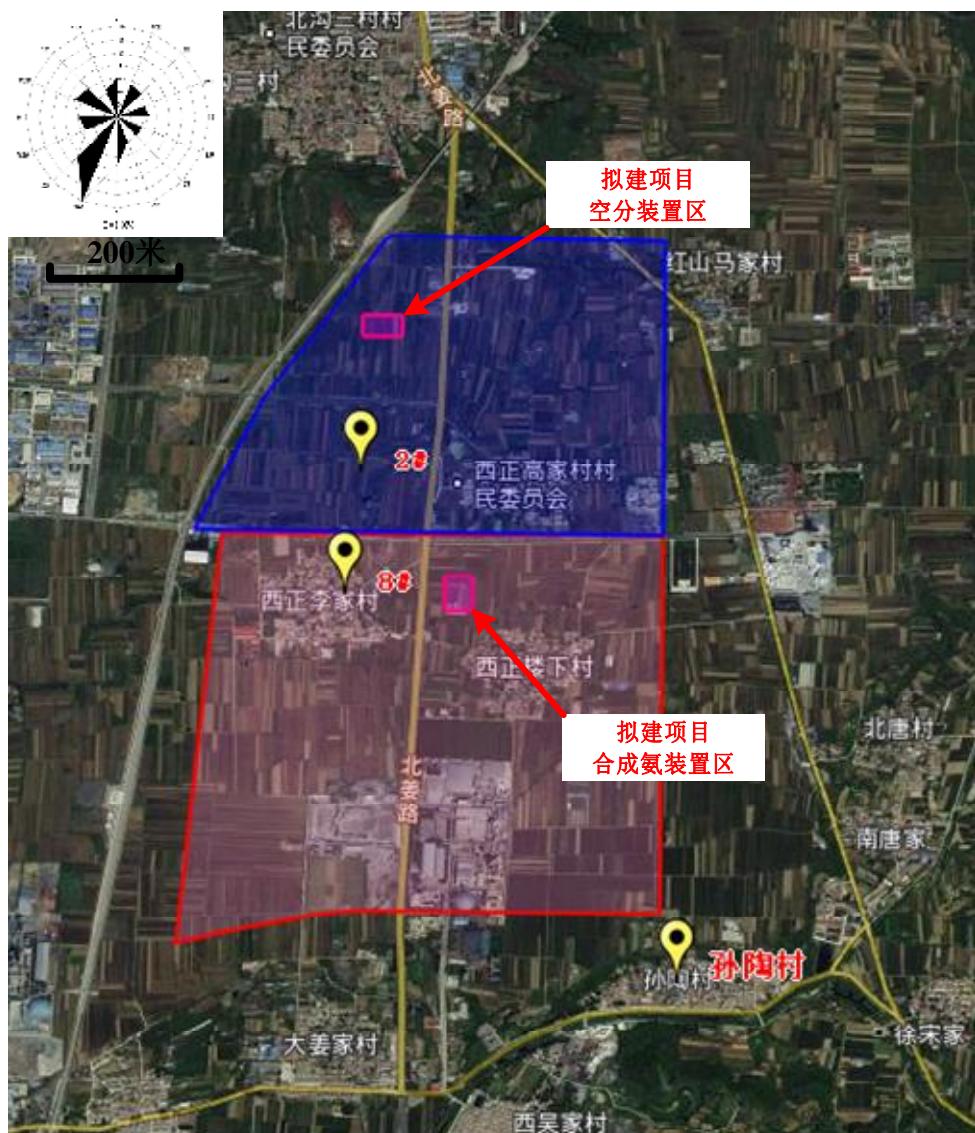 北沟二村村
民委员会
沟三村
北姜路
拟建项目
空分装置区
200米
红山马家村
2#
西正高家村村
民委员会
8#
西正李家村
西正楼下村
拟建项目
合成氨装置区
北唐村
北姜路
南唐家
孙陶村
孙陶村
徐宋家
大姜家村
西吴家村